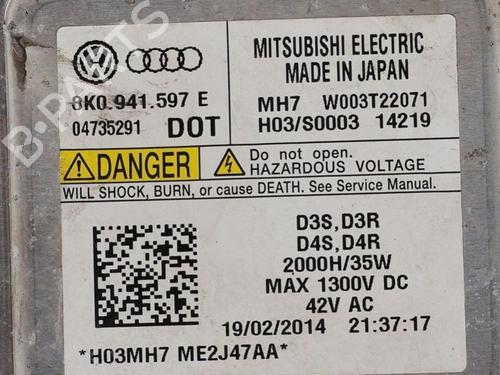 MITSUBISHI ELECTRIC
MADE IN JAPAN
8K0.941.597 E
04735291 DOT
MH7 W003T22071
H03/S0003 14219
DANGER
Do not open.
HAZARDOUS VOLTAGE
WILL SHOCK, BURN, or cause DEATH. See Service Manual.
D3S,D3R
D4S,D4R
2000H/35W
MAX 1300V DC
42V AC
19/02/2014 21:37:17
*H03MH7 ME2J47AA*
B-PARTS